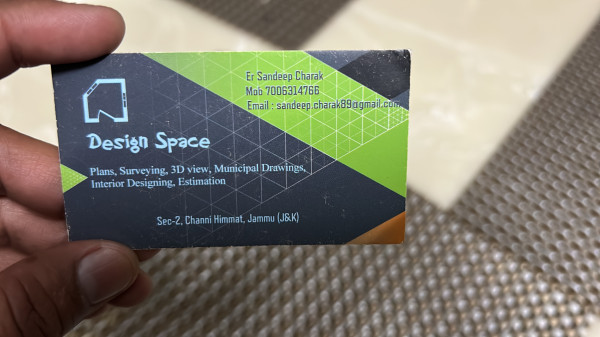 Er Sandeep Charak
Mob 7006314766
Email : sandeep.charak89@gmail.com
Design Space
Plans, Surveying, 3D view, Municipal Drawings,
Interior Designing, Estimation
Sec-2, Channi Himmat, Jammu (J&K)